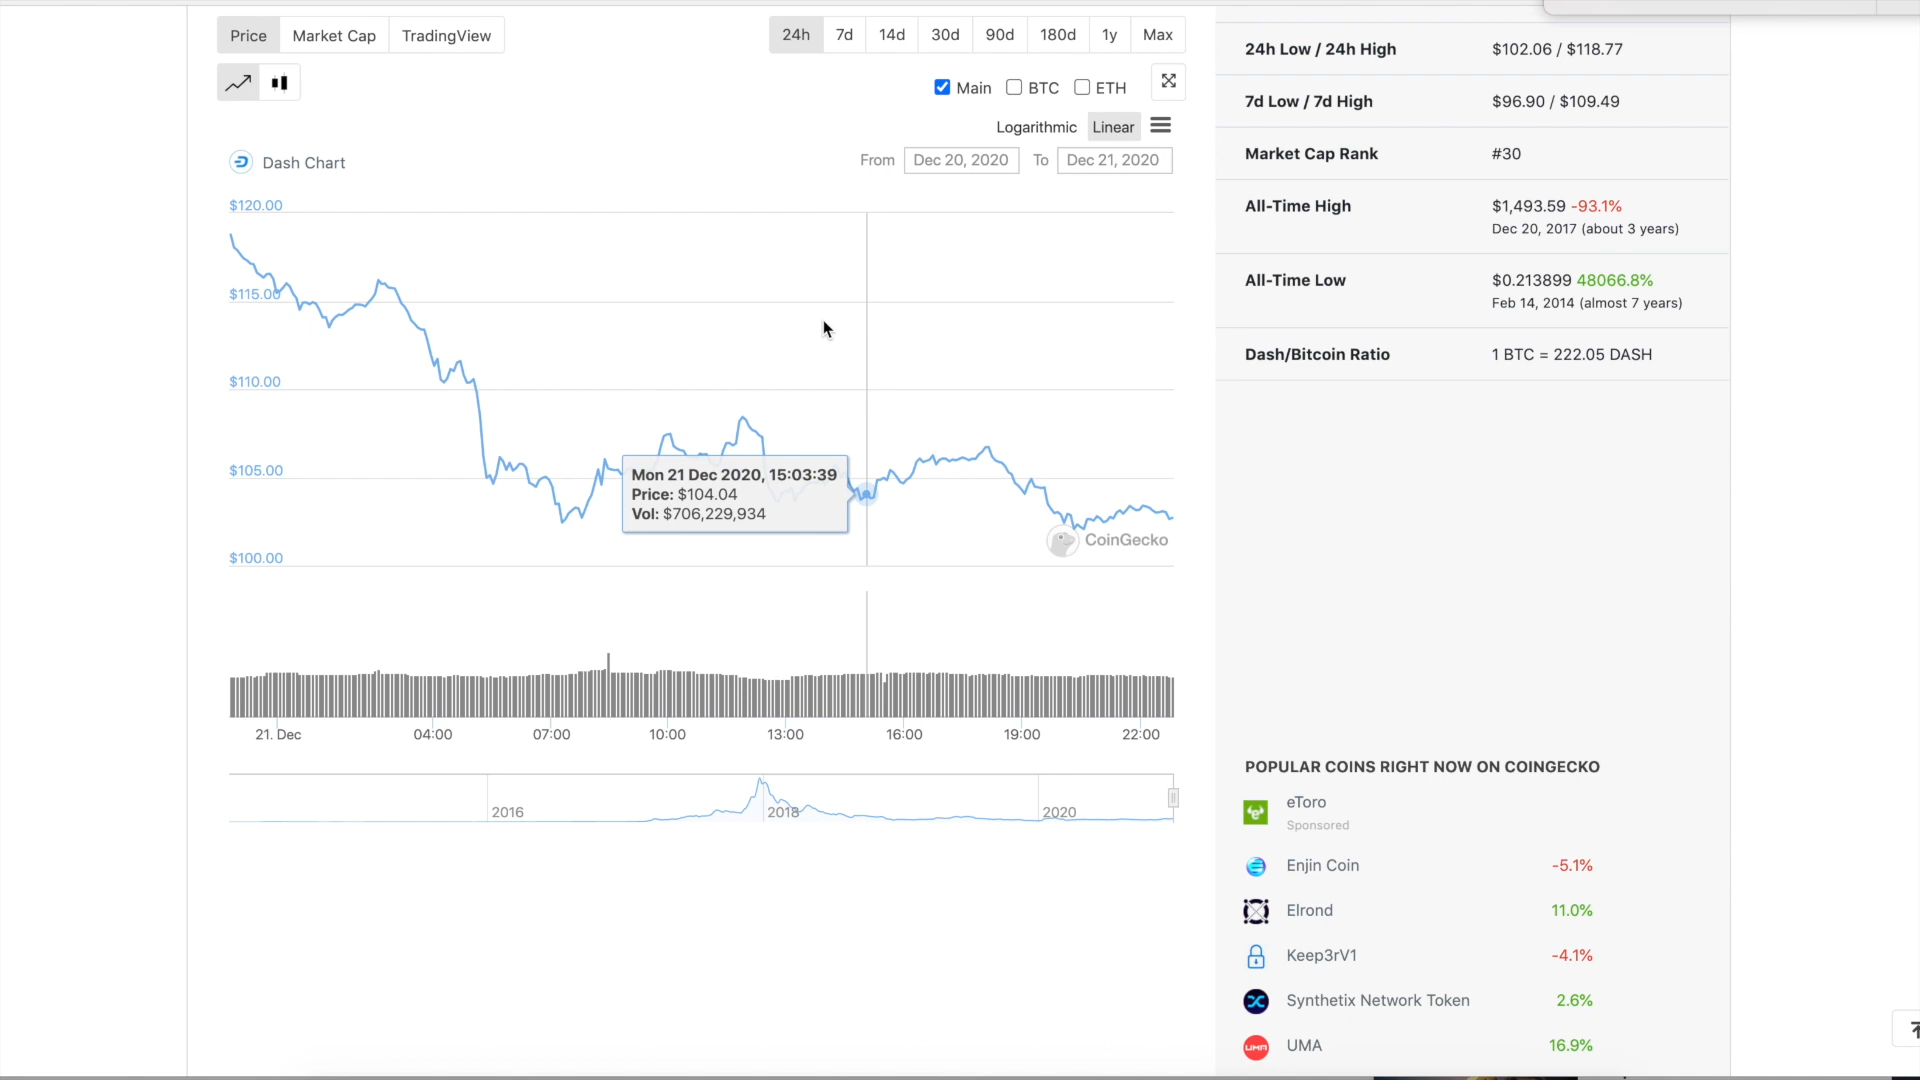 Price Market Cap TradingView
24h 7d 14d 30d 90d 180d 1y Max
Main BTC ETH
Logarithmic Linear
Dash Chart
From Dec 20, 2020 To Dec 21, 2020
$120.00
$115.00
$110.00
$105.00
$100.00
Mon 21 Dec 2020, 15:03:39
Price: $104.04
Vol: $706,229,934
CoinGecko
21. Dec 04:00 07:00 10:00 13:00 16:00 19:00 22:00
2016 2018 2020
24h Low / 24h High $102.06 / $118.77
7d Low / 7d High $96.90 / $109.49
Market Cap Rank #30
All-Time High $1,493.59 -93.1%
Dec 20, 2017 (about 3 years)
All-Time Low $0.213899 48066.8%
Feb 14, 2014 (almost 7 years)
Dash/Bitcoin Ratio 1 BTC = 222.05 DASH
POPULAR COINS RIGHT NOW ON COINGECKO
eToro
Sponsored
Enjin Coin -5.1%
Elrond 11.0%
Keep3rV1 -4.1%
Synthetix Network Token 2.6%
UMA UMA 16.9%